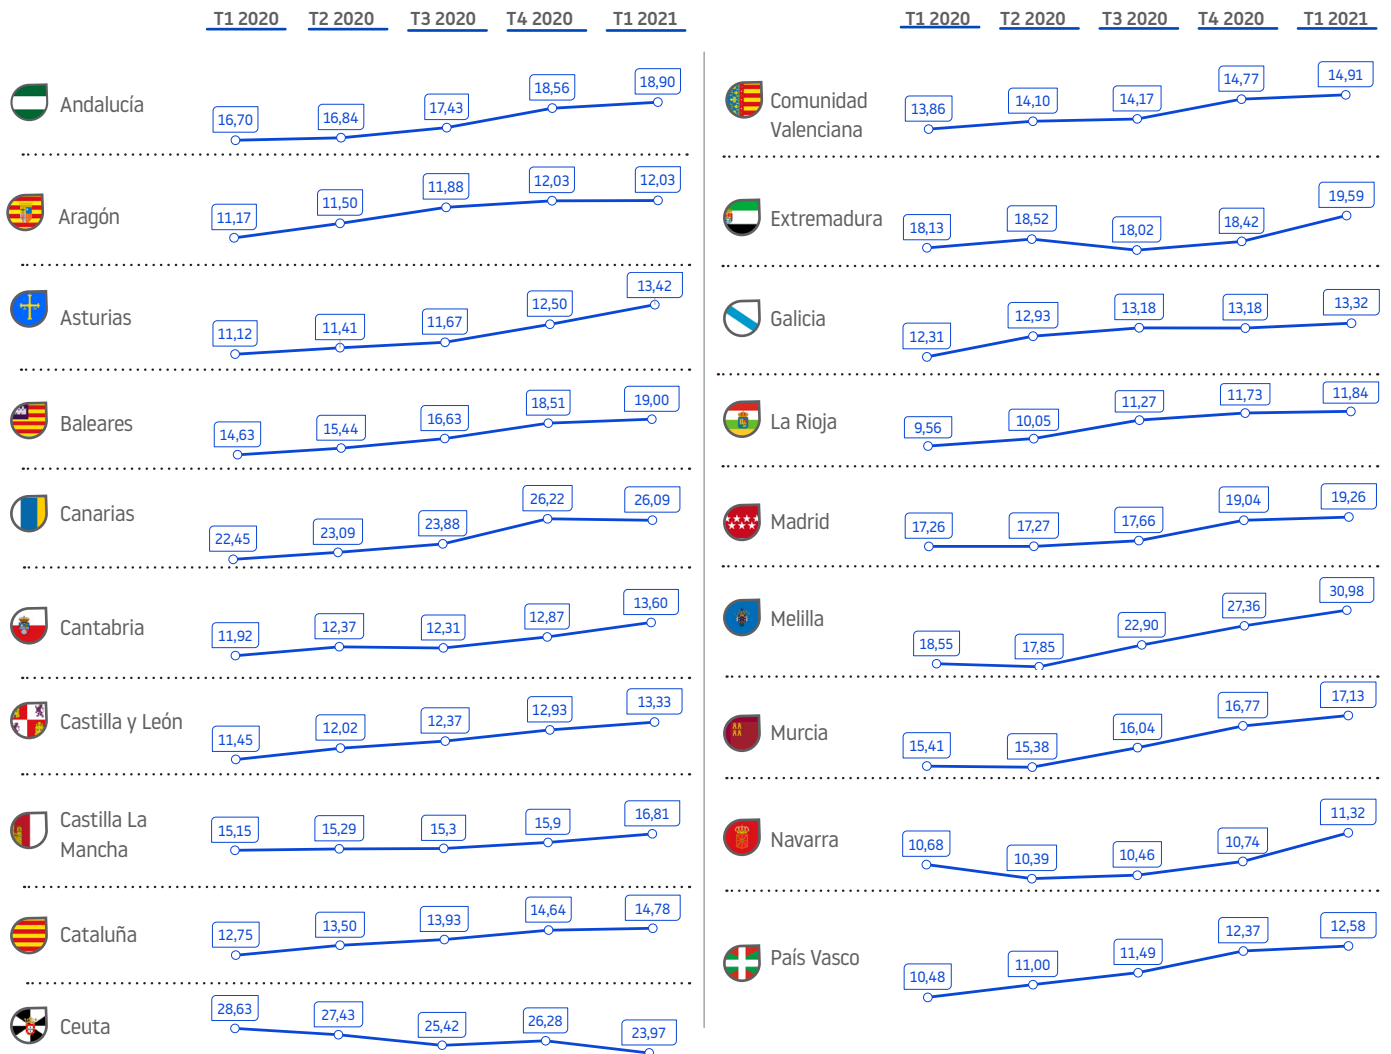 T1 2020 T2 2020 T3 2020 T4 2020 T1 2021
Andalucía 16,70 16,84 17,43 18,56 18,90
Aragón 11,17 11,50 11,88 12,03 12,03
Asturias 11,12 11,41 11,67 12,50 13,42
Baleares 14,63 15,44 16,63 18,51 19,00
Canarias 22,45 23,09 23,88 26,22 26,09
Cantabria 11,92 12,37 12,31 12,87 13,60
Castilla y León 11,45 12,02 12,37 12,93 13,33
Castilla La
Mancha 15,15 15,29 15,3 15,9 16,81
Cataluña 12,75 13,50 13,93 14,64 14,78
Ceuta 28,63 27,43 25,42 26,28 23,97
T1 2020 T2 2020 T3 2020 T4 2020 T1 2021
Comunidad
Valenciana 13,86 14,10 14,17 14,77 14,91
Extremadura 18,13 18,52 18,02 18,42 19,59
Galicia 12,31 12,93 13,18 13,18 13,32
La Rioja 9,56 10,05 11,27 11,73 11,84
Madrid 17,26 17,27 17,66 19,04 19,26
Melilla 18,55 17,85 22,90 27,36 30,98
Murcia 15,41 15,38 16,04 16,77 17,13
Navarra 10,68 10,39 10,46 10,74 11,32
País Vasco 10,48 11,00 11,49 12,37 12,58